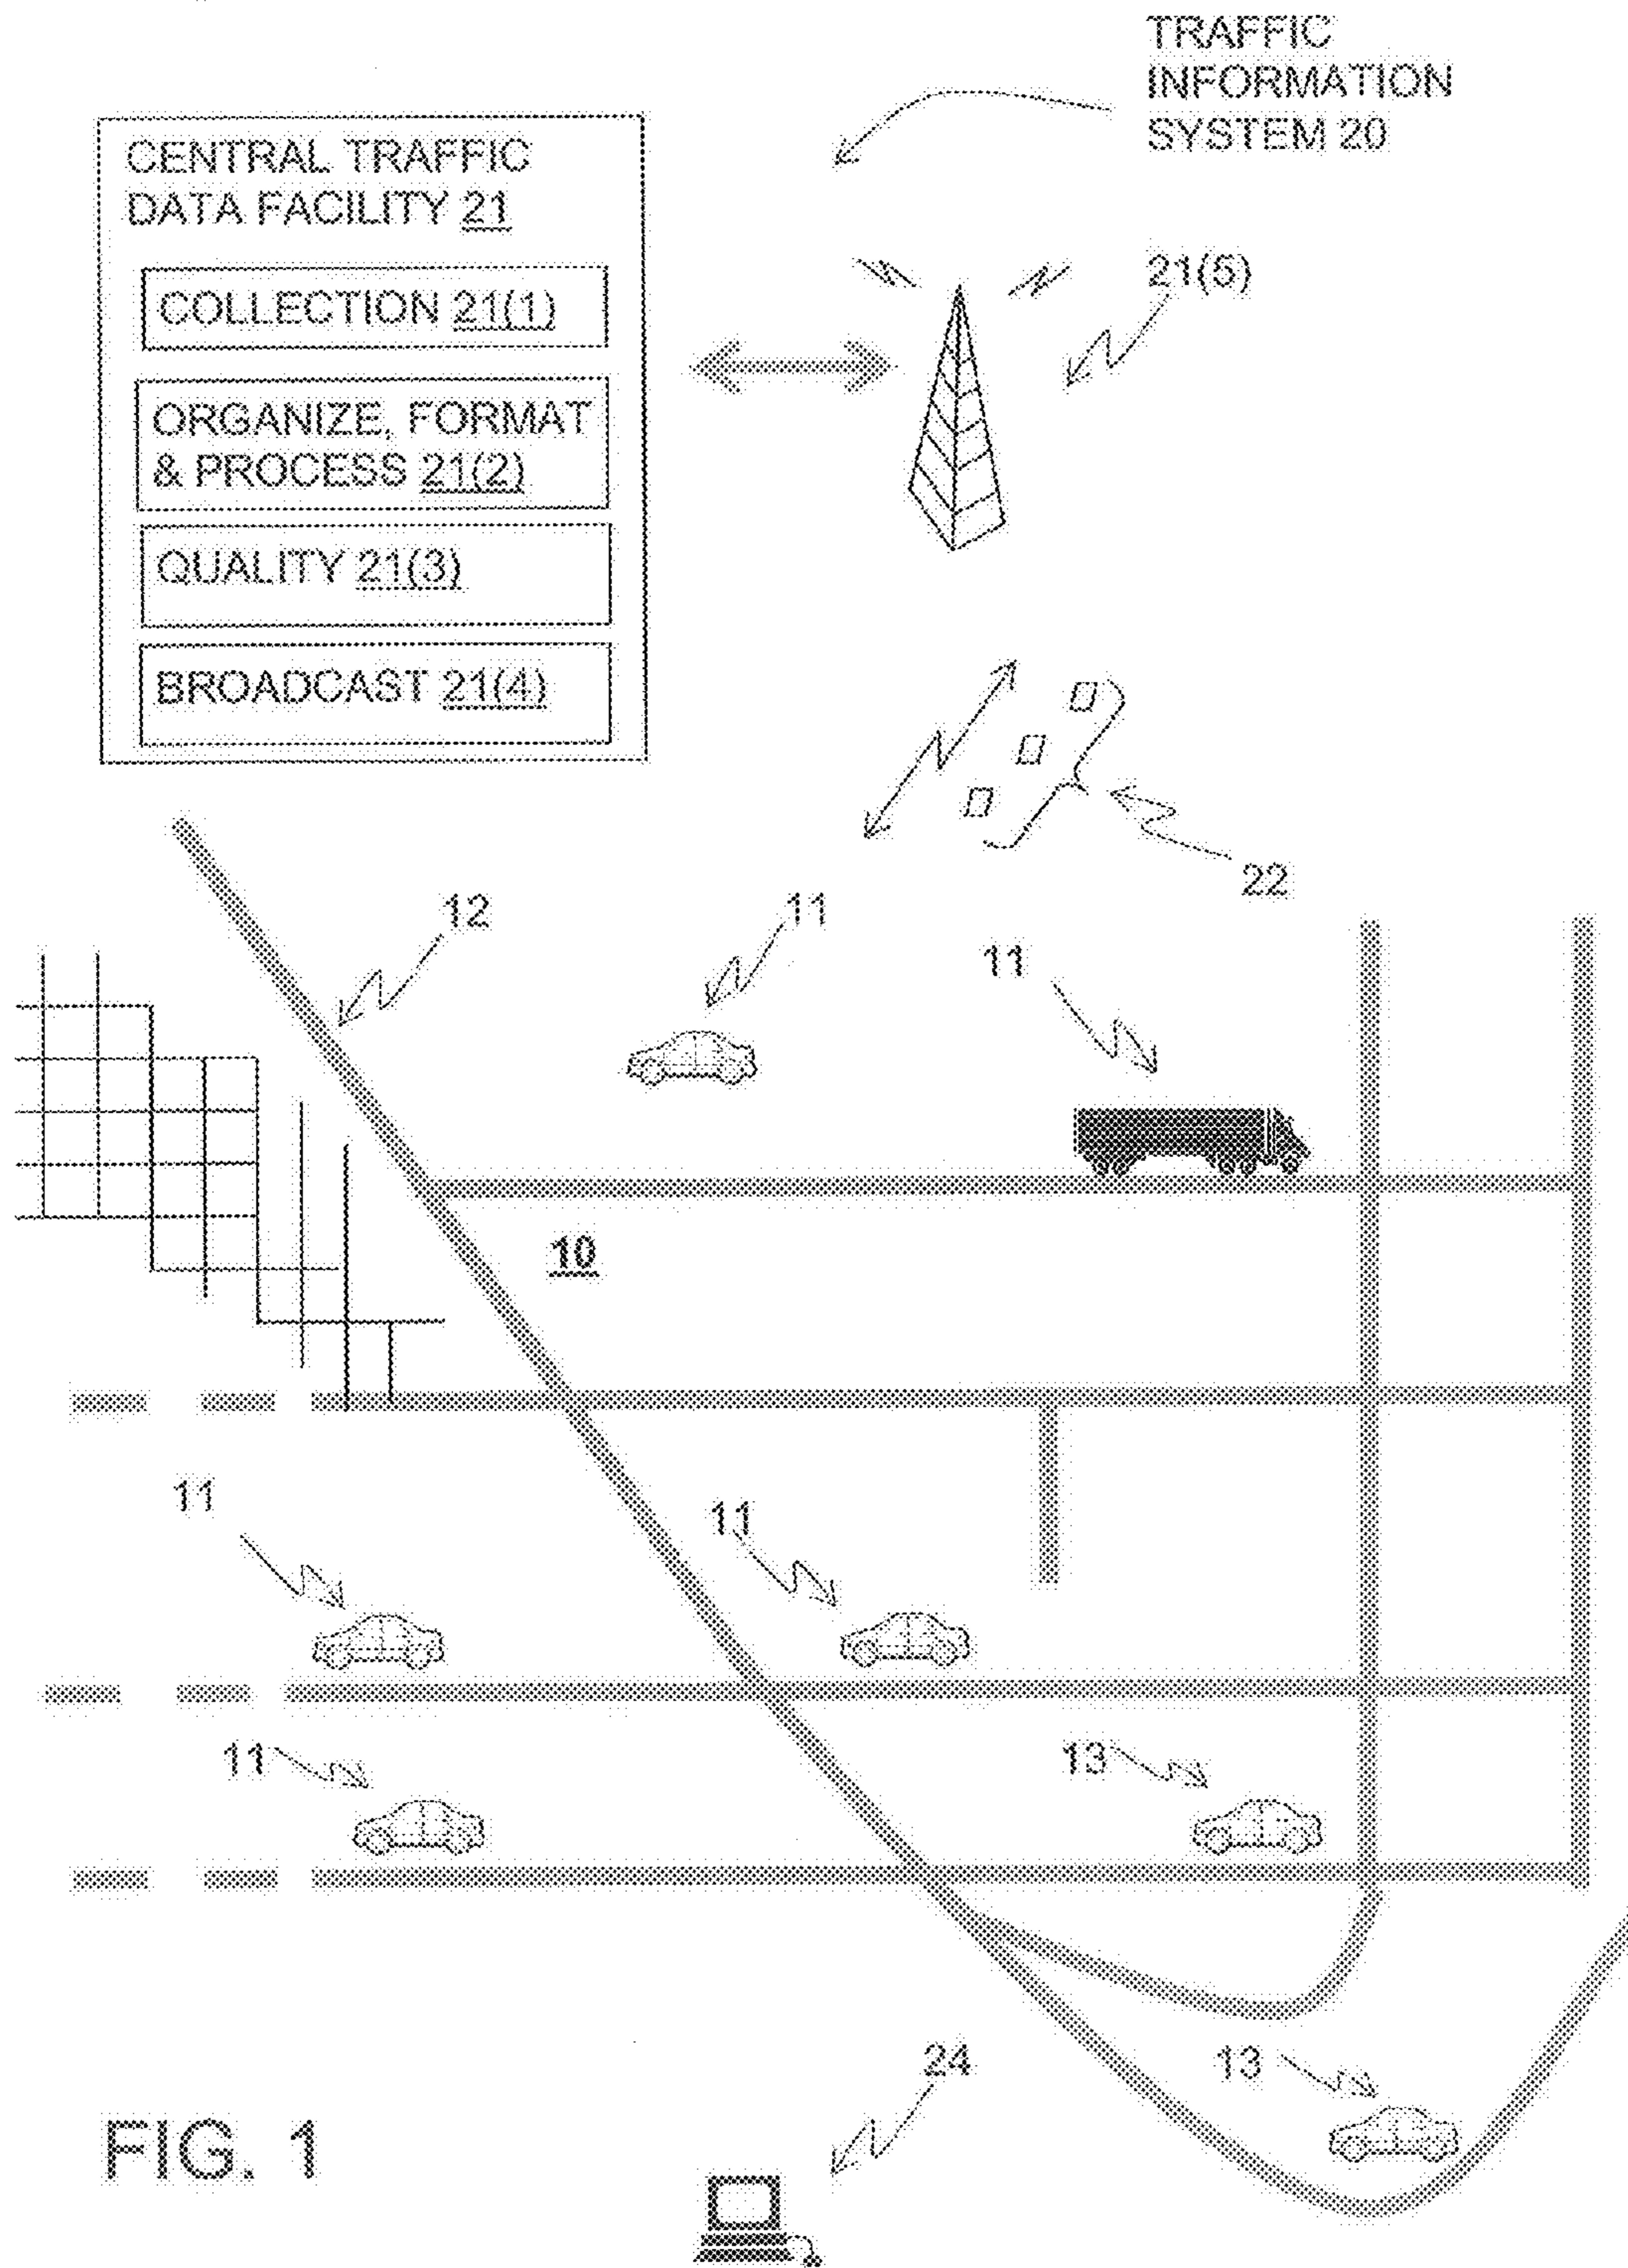 TRAFFIC
INFORMATION
SYSTEM 20
CENTRAL TRAFFIC
DATA FACILITY 21
COLLECTION 21(1)
ORGANIZE, FORMAT
& PROCESS 21(2)
QUALITY 21(3)
BROADCAST 21(4)
21(5)
22
12
11
11
10
11
11
11
13
24
13
FIG. 1